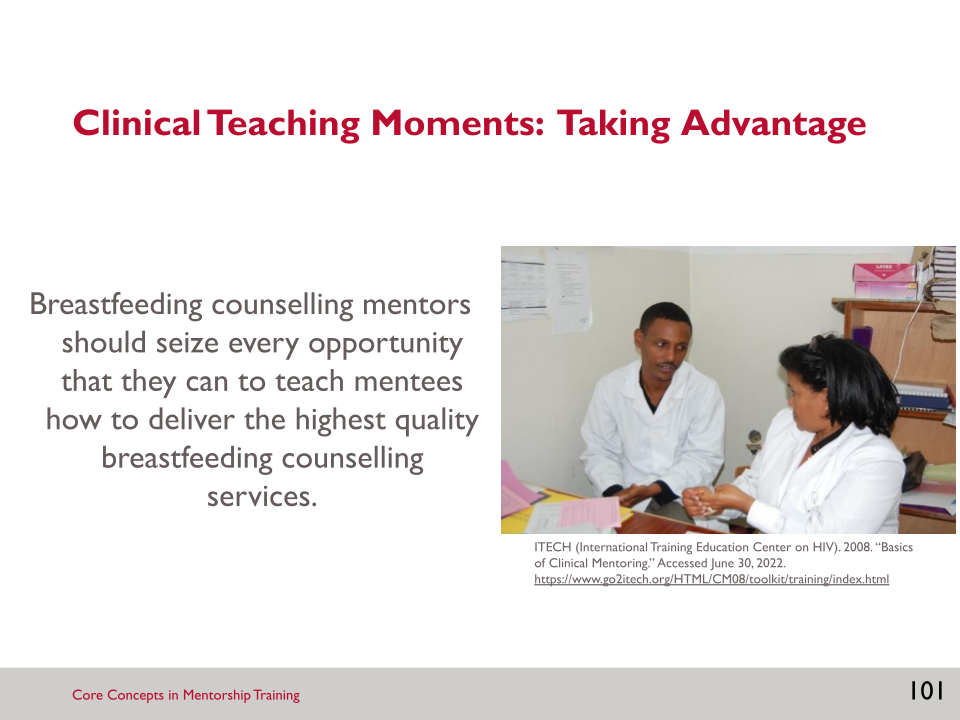 Clinical Teaching Moments: Taking Advantage
Breastfeeding counselling mentors
should seize every opportunity
that they can to teach mentees
how to deliver the highest quality
breastfeeding counselling
services.
LATEX
ITECH (International Training Education Center on HIV). 2008. “Basics
of Clinical Mentoring.” Accessed June 30, 2022.
https://www.go2itech.org/HTML/CM08/toolkit/training/index.html
Core Concepts in Mentorship Training
101